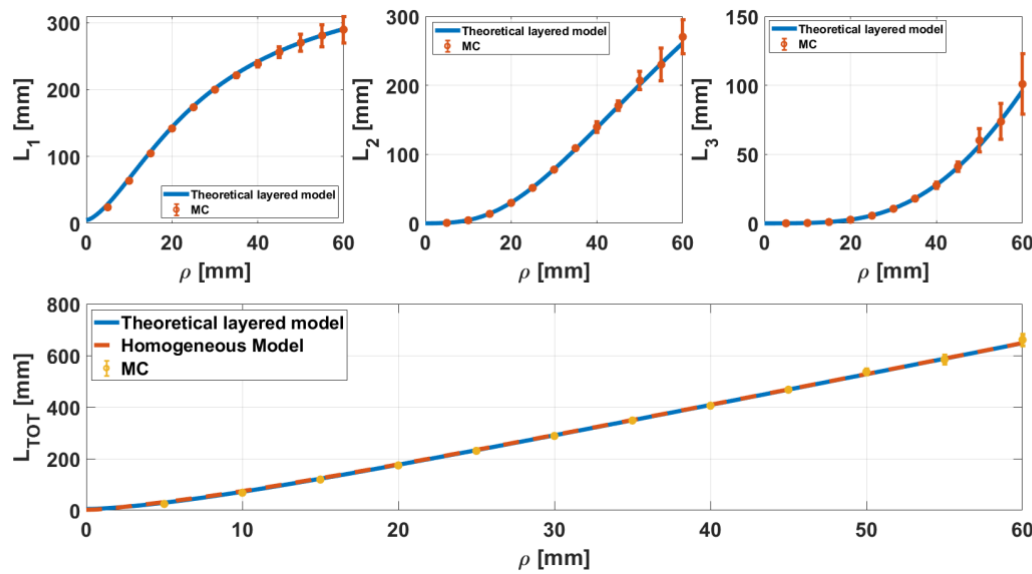 300
200
100
0
L1 [mm]
Theoretical layered model
MC
0 20 40 60
ρ [mm]
300
200
100
0
L2 [mm]
Theoretical layered model
MC
0 20 40 60
ρ [mm]
150
100
50
0
L3 [mm]
Theoretical layered model
MC
0 20 40 60
ρ [mm]
800
600
400
200
0
LTOT [mm]
Theoretical layered model
Homogeneous Model
MC
0 10 20 30 40 50 60
ρ [mm]